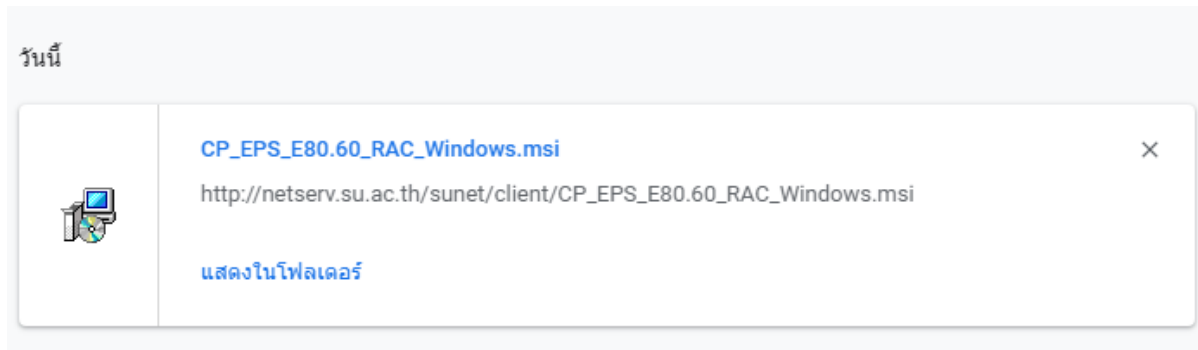 วันนี้
CP_EPS_E80.60_RAC_Windows.msi
http://netserv.su.ac.th/sunet/client/CP_EPS_E80.60_RAC_Windows.msi
แสดงในโฟลเดอร์